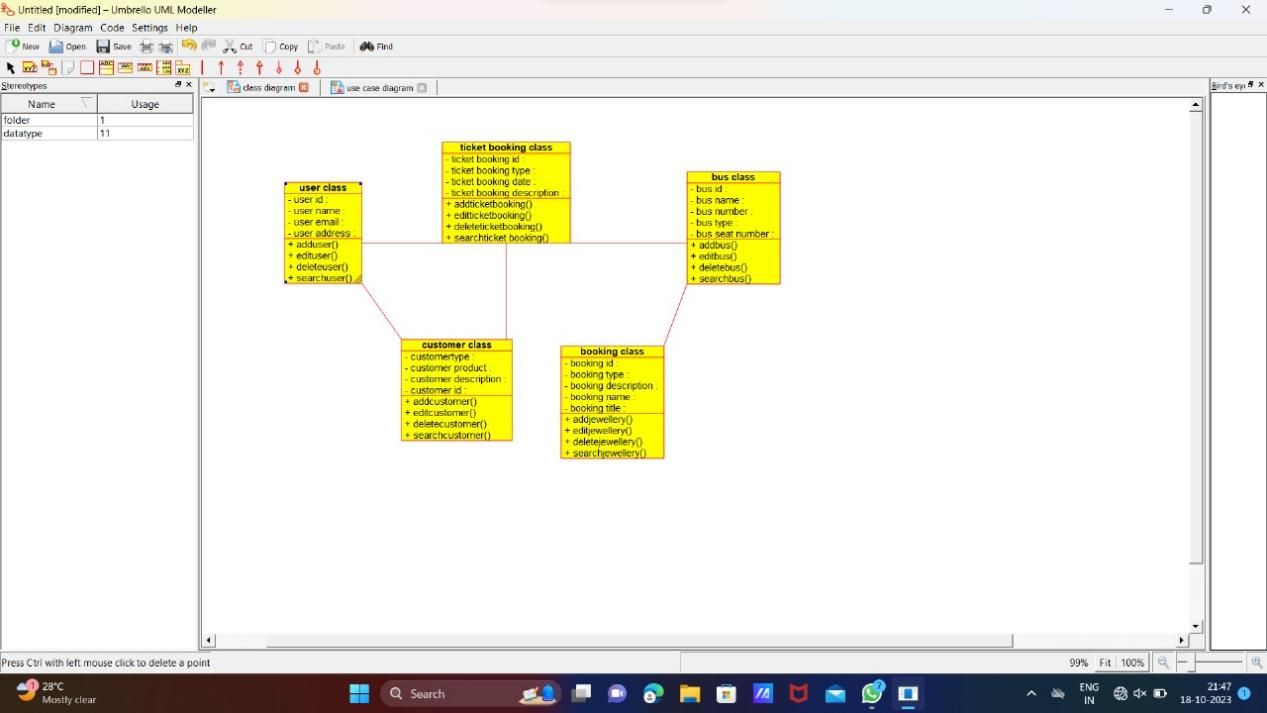 Untitled [modified] – Umbrello UML Modeller
File Edit Diagram Code Settings Help
New Open Save Cut Copy Paste Find
Stereotypes
class diagram
use case diagram
Bird's ey
Name Usage
folder 1
datatype 11
ticket booking class
- ticket booking id :
- ticket booking type :
- ticket booking date :
- ticket booking description :
+ addticketbooking()
+ editticketbooking()
+ deleteticketbooking()
+ searchticket booking()
user class
- user id :
- user name :
- user email :
- user address :
+ adduser()
+ edituser()
+ deleteuser()
+ searchuser()
bus class
- bus id :
- bus name :
- bus number :
- bus type :
- bus seat number :
+ addbus()
+ editbus()
+ deletebus()
+ searchbus()
customer class
- customertype :
- customer product :
- customer description :
- customer id :
+ addcustomer()
+ editcustomer()
+ deletecustomer()
+ searchcustomer()
booking class
- booking id :
- booking type :
- booking description :
- booking name :
- booking title :
+ addjewellery()
+ editjewellery()
+ deletejewellery()
+ searchjewellery()
Press Ctrl with left mouse click to delete a point
99% Fit 100%
1
28°C
Mostly clear
Search
7
ENG
IN
21:47
18-10-2023
1